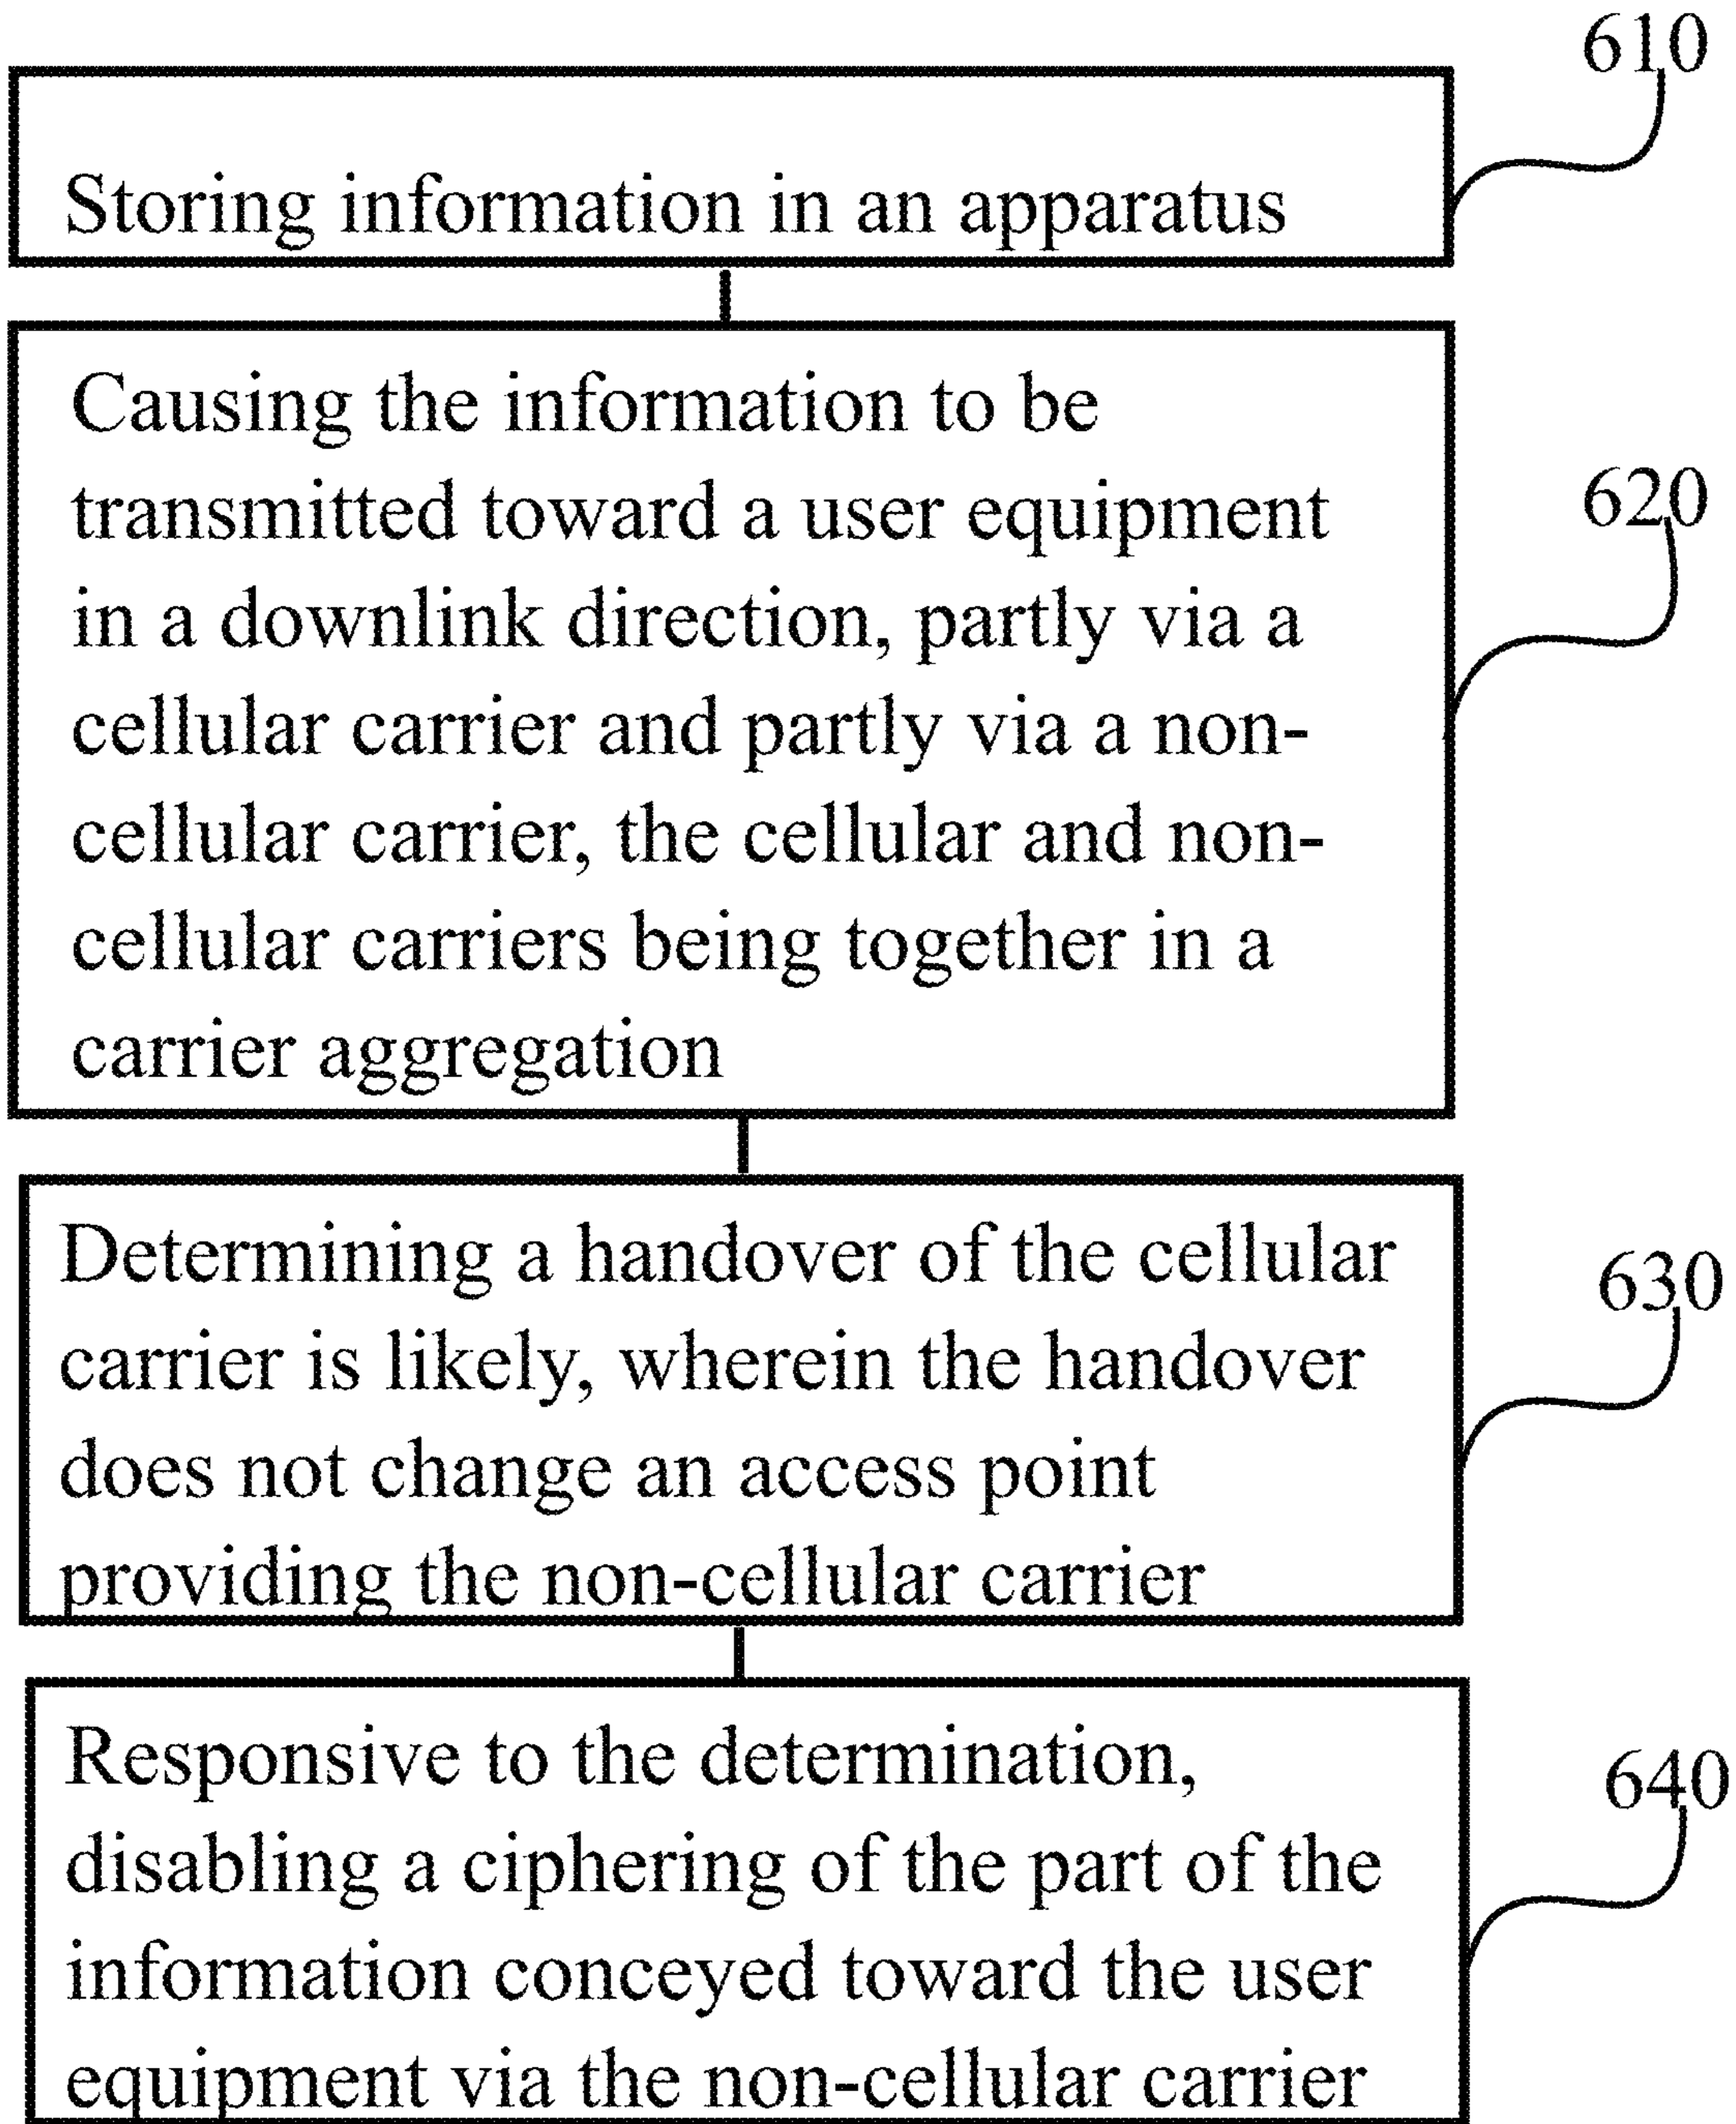 610
Storing information in an apparatus
Causing the information to be
transmitted toward a user equipment
620
in a downlink direction, partly via a
cellular carrier and partly via a non-
cellular carrier, the cellular and non-
cellular carriers being together in a
carrier aggregation
Determining a handover of the cellular
630
carrier is likely, wherein the handover
does not change an access point
providing the non-cellular carrier
Responsive to the determination,
640
disabling a ciphering of the part of the
information conceyed toward the user
equipment via the non-cellular carrier